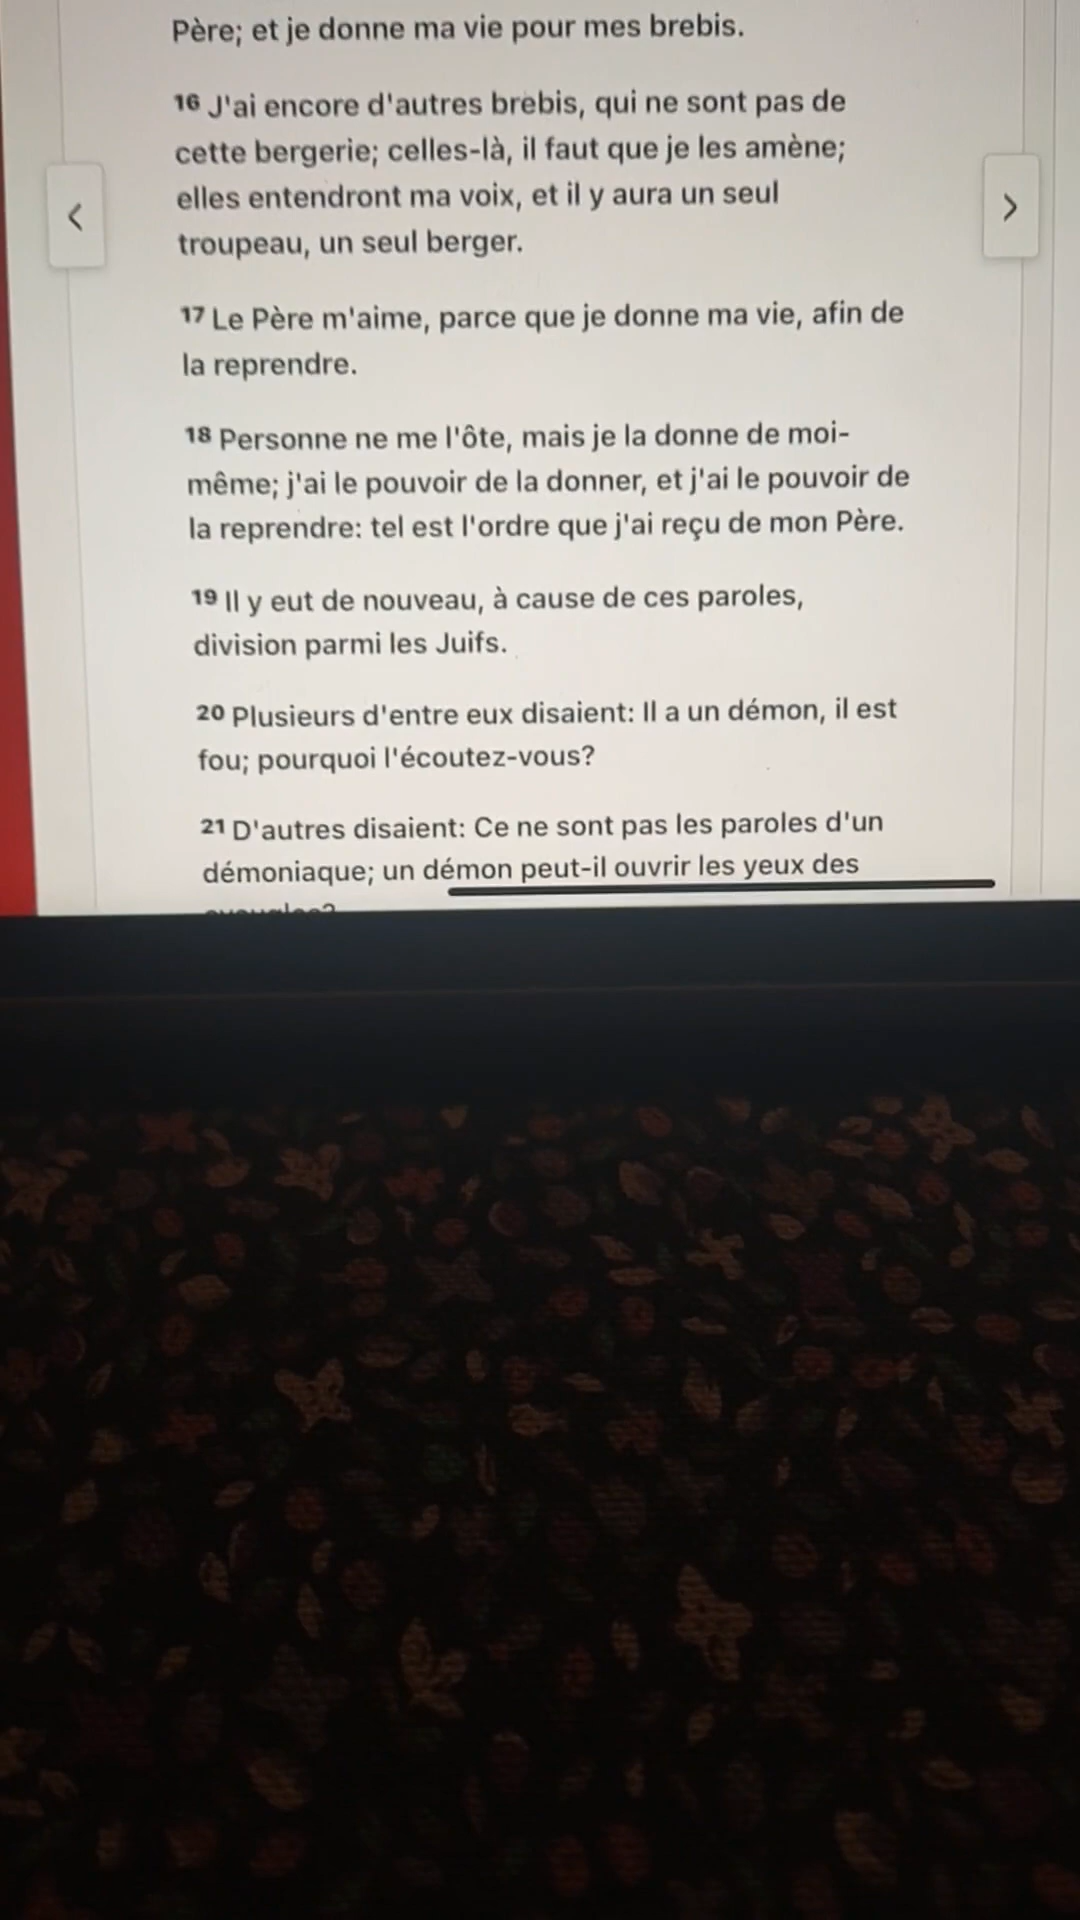 Père; et je donne ma vie pour mes brebis.
16 J'ai encore d'autres brebis, qui ne sont pas de
cette bergerie; celles-là, il faut que je les amène;
elles entendront ma voix, et il y aura un seul
troupeau, un seul berger.
17 Le Père m'aime, parce que je donne ma vie, afin de
la reprendre.
18 Personne ne me l'ôte, mais je la donne de moi-
même; j'ai le pouvoir de la donner, et j'ai le pouvoir de
la reprendre: tel est l'ordre que j'ai reçu de mon Père.
19 Il y eut de nouveau, à cause de ces paroles,
division parmi les Juifs.
20 Plusieurs d'entre eux disaient: Il a un démon, il est
fou; pourquoi l'écoutez-vous?
21 D'autres disaient: Ce ne sont pas les paroles d'un
démoniaque; un démon peut-il ouvrir les yeux des